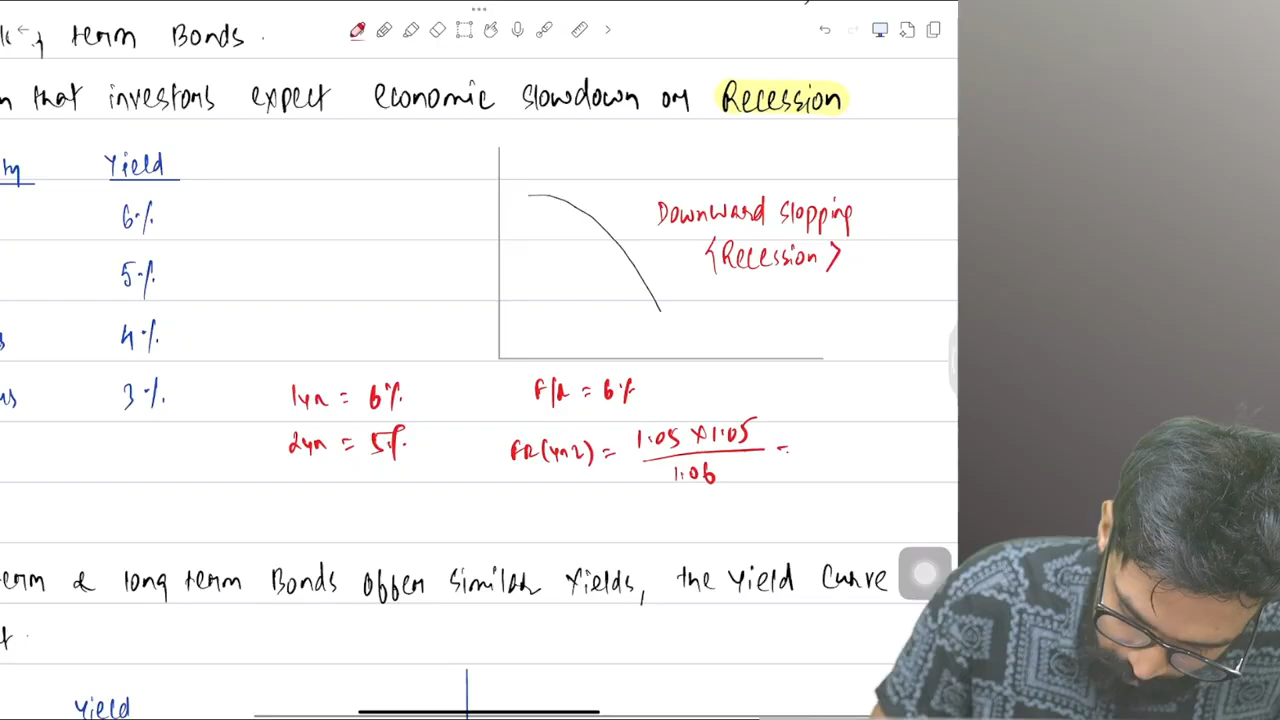 term Bonds
that investors expect economic slowdown or Recession
Yield
6%
5%
4%
3%
Downward slopping
<Recession>
1yr = 6%
2yr = 5%
F/R = 6%
FR(yr2) = 1.05 x 1.05 =
1.06
& long term Bonds offer similar Yields, the Yield curve
Yield